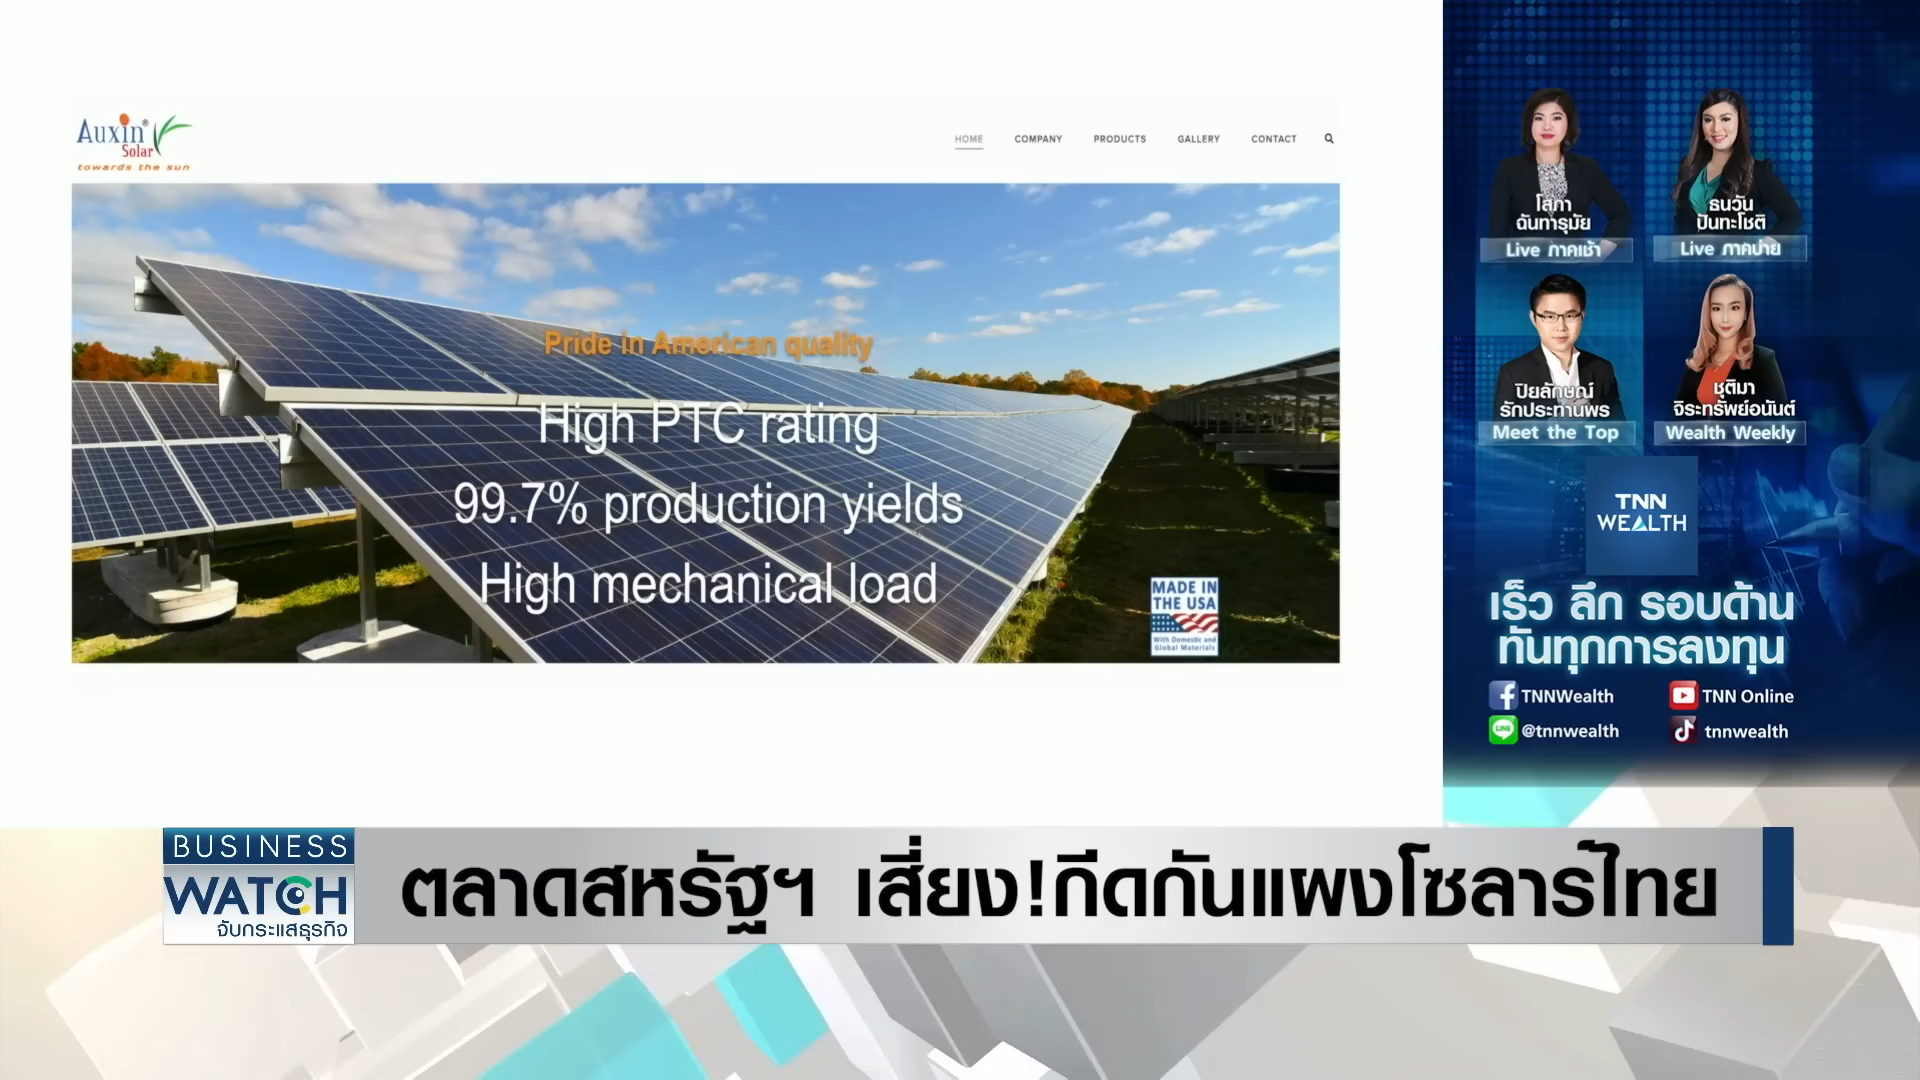 Auxin®
Solar
towards the sun
HOME COMPANY PRODUCTS GALLERY CONTACT
Pride in American quality
High PTC rating
99.7% production yields
High mechanical load
MADE IN
THE USA
With Domestic and
Global Materials
โสภา
ฉันทารุมัย
Live ภาคเช้า
ธนวัน
ปันทะโชติ
Live ภาคบ่าย
ปิยลักษณ์
รักประทานพร
Meet the Top
ชุติมา
จิระทรัพย์อนันต์
Wealth Weekly
TNN
WEALTH
เร็ว ลึก รอบด้าน
ทันทุกการลงทุน
TNNWealth
TNN Online
LINE
@tnnwealth
tnnwealth
BUSINESS
WATCH
จับกระแสธุรกิจ
ตลาดสหรัฐฯ เสี่ยง!กีดกันแผงโซลาร์ไทย